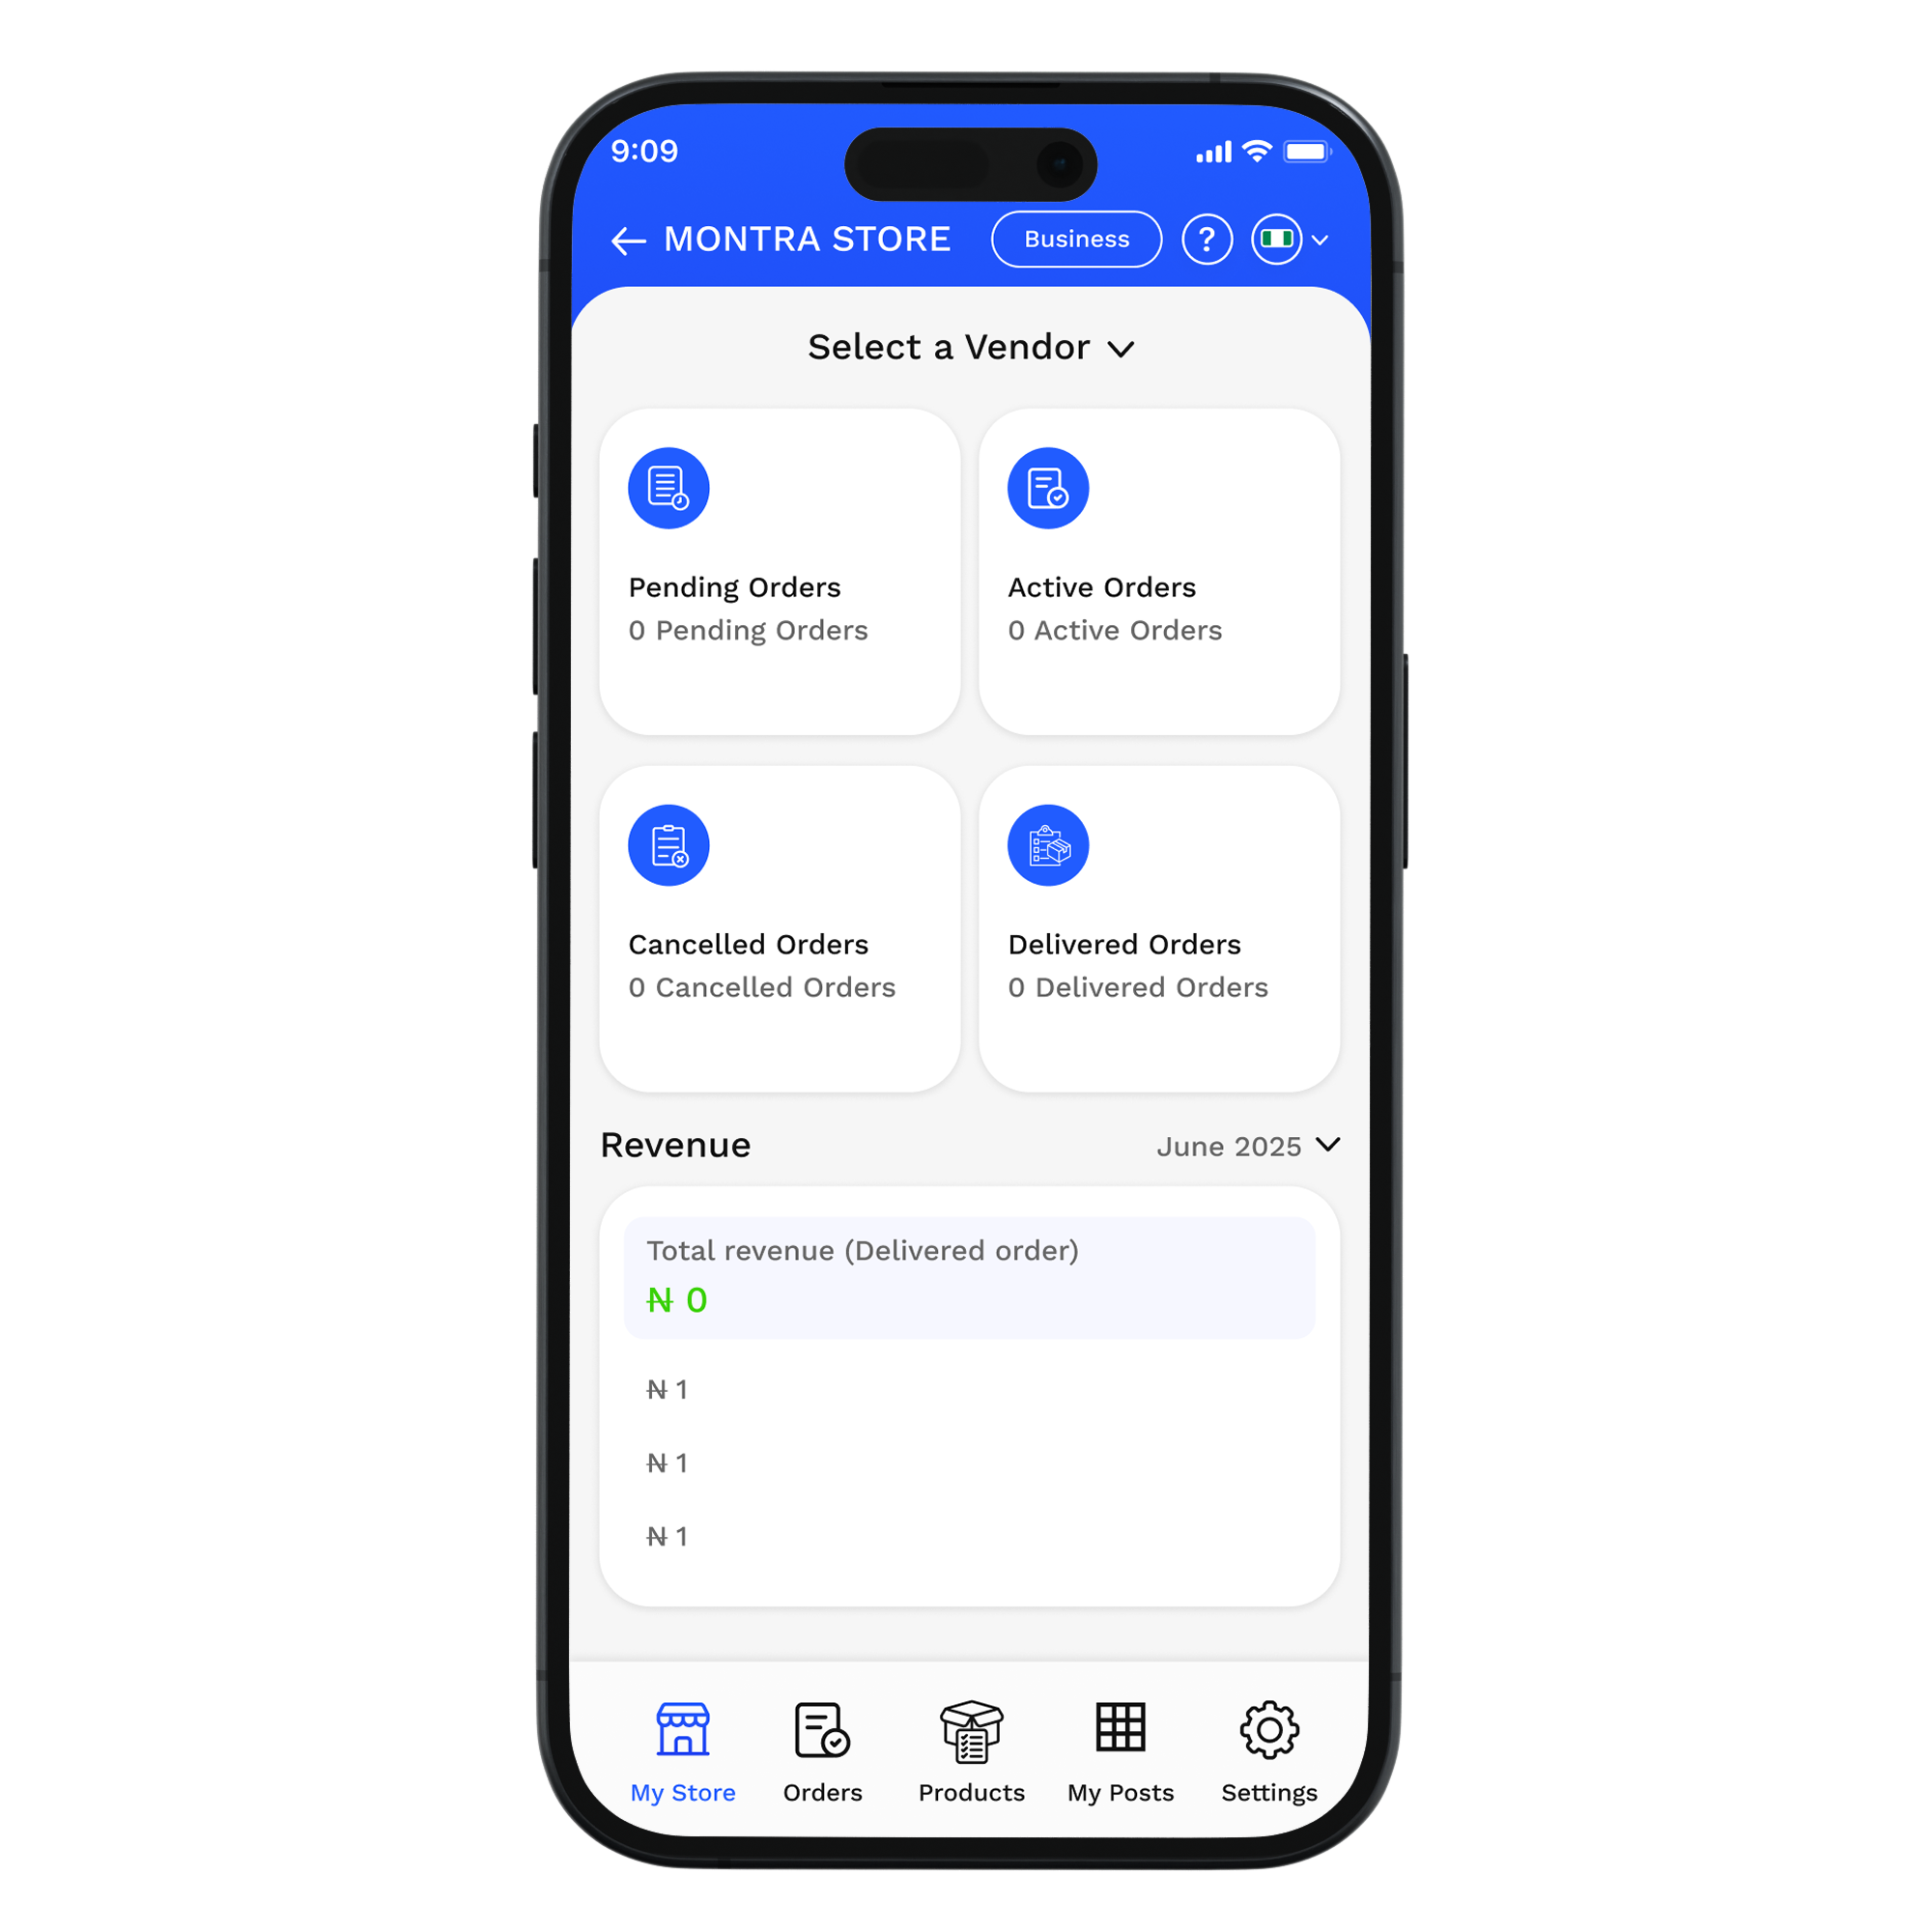 9:09
MONTRA STORE Business ?
Select a Vendor
Pending Orders
0 Pending Orders
Active Orders
0 Active Orders
Cancelled Orders
0 Cancelled Orders
Delivered Orders
0 Delivered Orders
Revenue
June 2025
Total revenue (Delivered order)
₦ 0
₦ 1
₦ 1
₦ 1
My Store
Orders
Products
My Posts
Settings